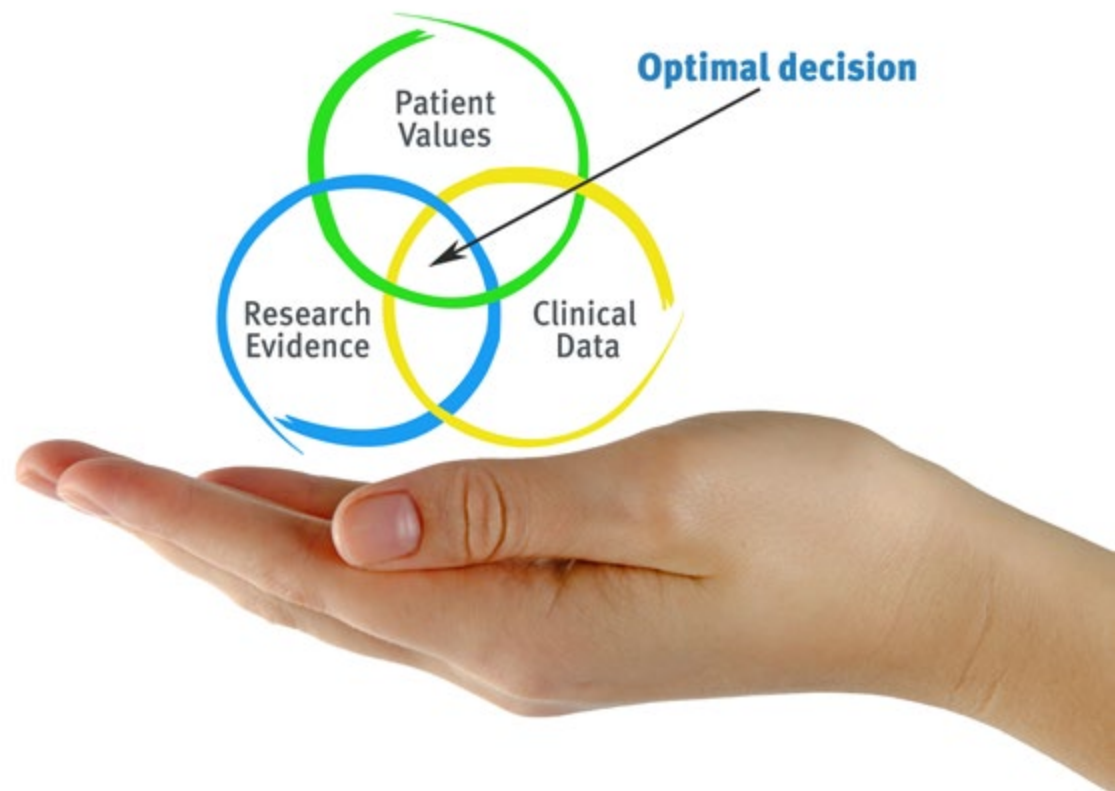 Optimal decision
Patient
Values
Research
Evidence
Clinical
Data